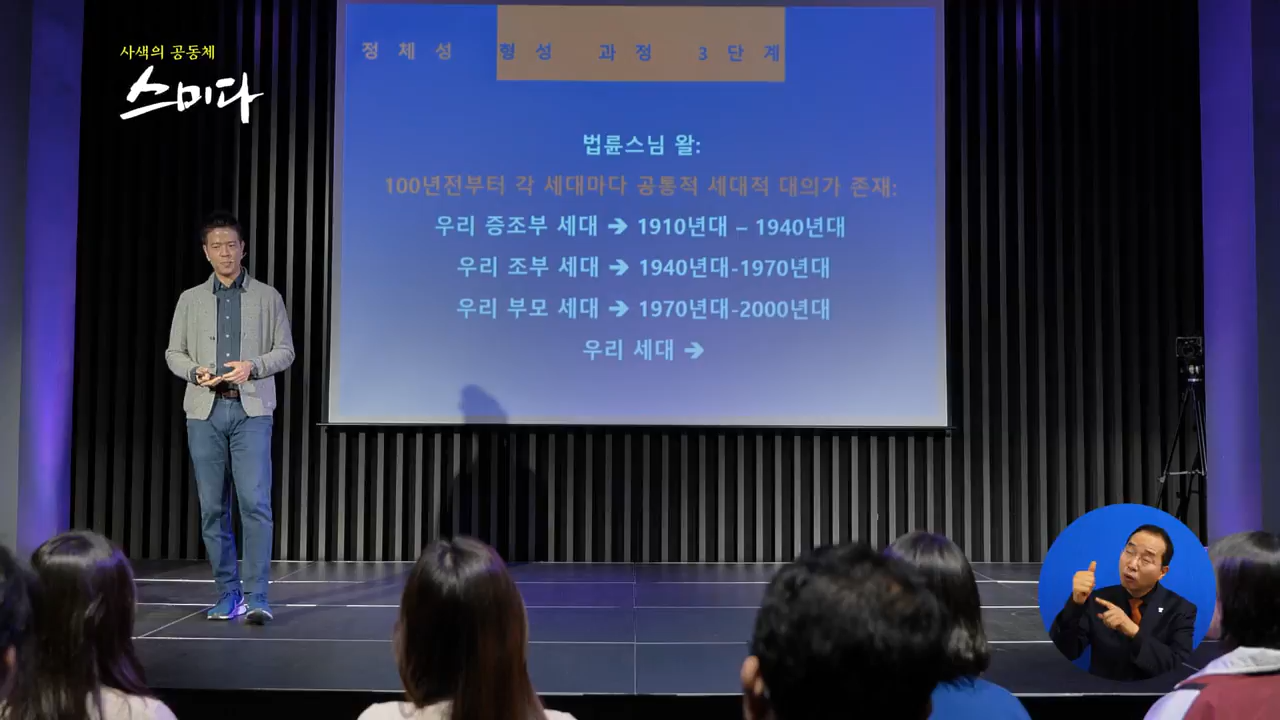 사색의 공동체
스미다
정체성 형성 과정 3단계
법륜스님 왈:
100년전부터 각 세대마다 공통적 세대적 대의가 존재:
우리 증조부 세대 → 1910년대 – 1940년대
우리 조부 세대 → 1940년대-1970년대
우리 부모 세대 → 1970년대-2000년대
우리 세대 →